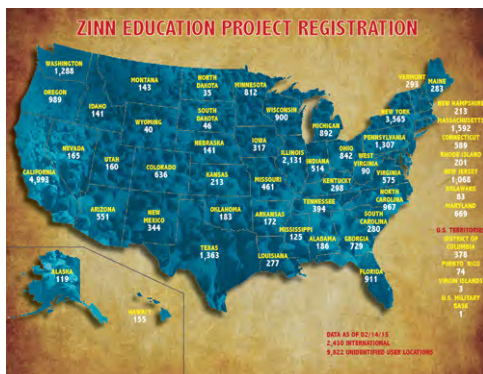 ZINN EDUCATION PROJECT REGISTRATION
WASHINGTON
1,288
OREGON
989
MONTANA
143
IDAHO
141
WYOMING
40
NORTH
DAKOTA
35
SOUTH
DAKOTA
46
MINNESOTA
812
WISCONSIN
900
MICHIGAN
892
VERMONT
293
MAINE
283
NEW YORK
3,565
NEW HAMPSHIRE
213
MASSACHUSETTS
1,592
CONNECTICUT
589
RHODE ISLAND
201
NEW JERSEY
1,068
DELAWARE
83
MARYLAND
669
NEVADA
165
UTAH
160
CALIFORNIA
4,993
COLORADO
636
NEBRASKA
141
KANSAS
213
IOWA
317
ILLINOIS
2,131
INDIANA
514
OHIO
842
PENNSYLVANIA
1,307
WEST
VIRGINIA
90
VIRGINIA
575
MISSOURI
461
KENTUCKY
298
TENNESSEE
394
NORTH
CAROLINA
967
SOUTH
CAROLINA
280
ARIZONA
551
NEW
MEXICO
344
OKLAHOMA
183
ARKANSAS
172
MISSISSIPPI
125
ALABAMA
186
GEORGIA
729
TEXAS
1,363
LOUISIANA
277
FLORIDA
911
ALASKA
119
HAWAII
155
U.S. TERRITORIES
DISTRICT OF
COLUMBIA
378
PUERTO RICO
74
VIRGIN ISLANDS
3
U.S. MILITARY
BASE
1
DATA AS OF 02/14/15
2,430 INTERNATIONAL
9,822 UNIDENTIFIED USER LOCATIONS